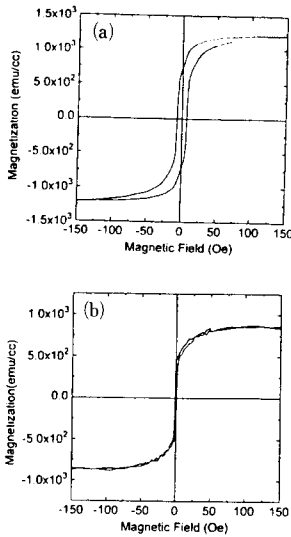 (a)
1.5x10³
1.0x10³
5.0x10²
0.0
-5.0x10²
-1.0x10³
-1.5x10³
Magnetization (emu/cc)
-150 -100 -50 0 50 100 150
Magnetic Field (Oe)
(b)
1 0x10³
5.0x10²
0.0
-5.0x10²
-1 0x10³
Magnetization(emu/cc)
-150 -100 -50 0 50 100 150
Magnetic Field (Oe)